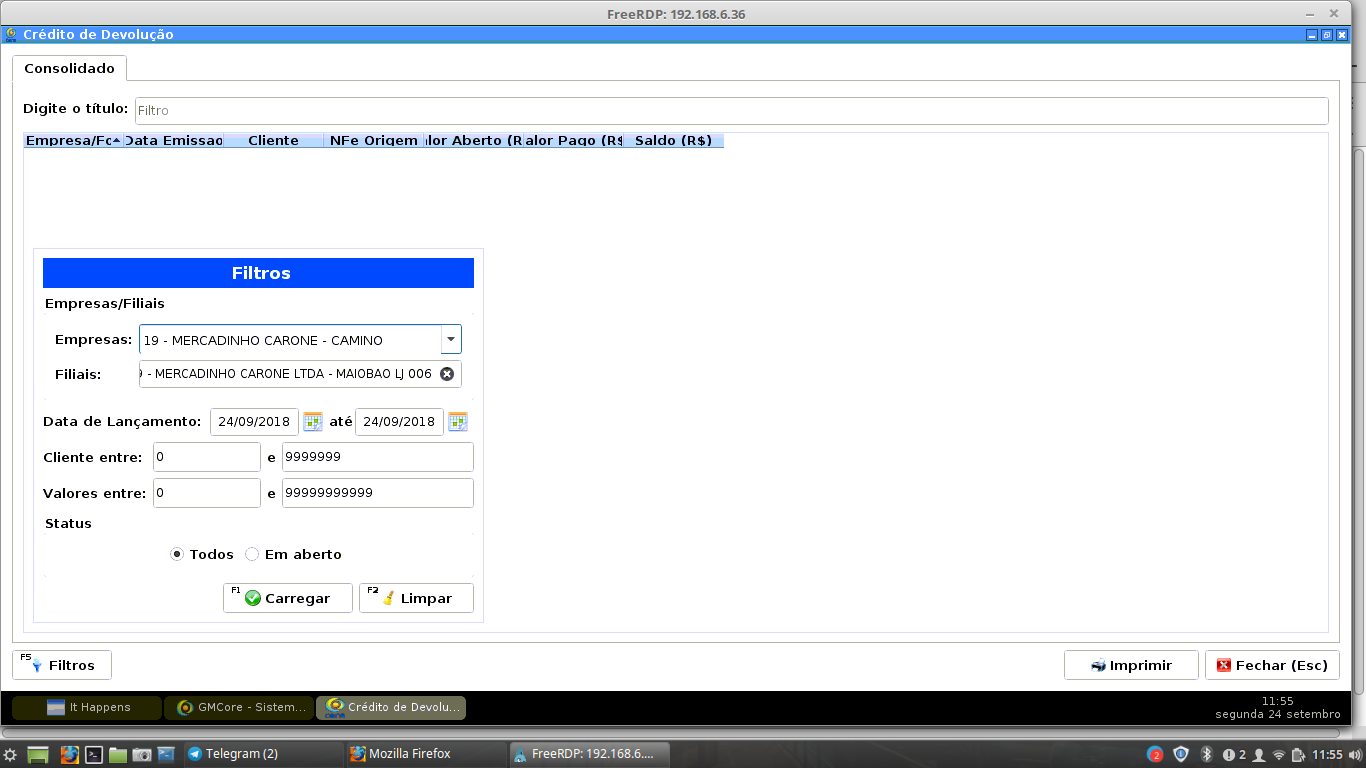 FreeRDP: 192.168.6.36
Crédito de Devolução
Consolidado
Digite o título: Filtro
Empresa/Fc Data Emissao Cliente NFe Origem lor Aberto (R alor Pago (R$ Saldo (R$)
Filtros
Empresas/Filiais
Empresas: 19 - MERCADINHO CARONE - CAMINO
Filiais: 9 - MERCADINHO CARONE LTDA - MAIOBAO LJ 006
Data de Lançamento: 24/09/2018 até 24/09/2018
Cliente entre: 0 e 9999999
Valores entre: 0 e 99999999999
Status
Todos Em aberto
F1 Carregar F2 Limpar
F5 Filtros Imprimir Fechar (Esc)
It Happens GMCore - Sistem... Crédito de Devolu... 11:55
segunda 24 setembro
Telegram (2) Mozilla Firefox FreeRDP: 192.168.6.... 2 2 11:55